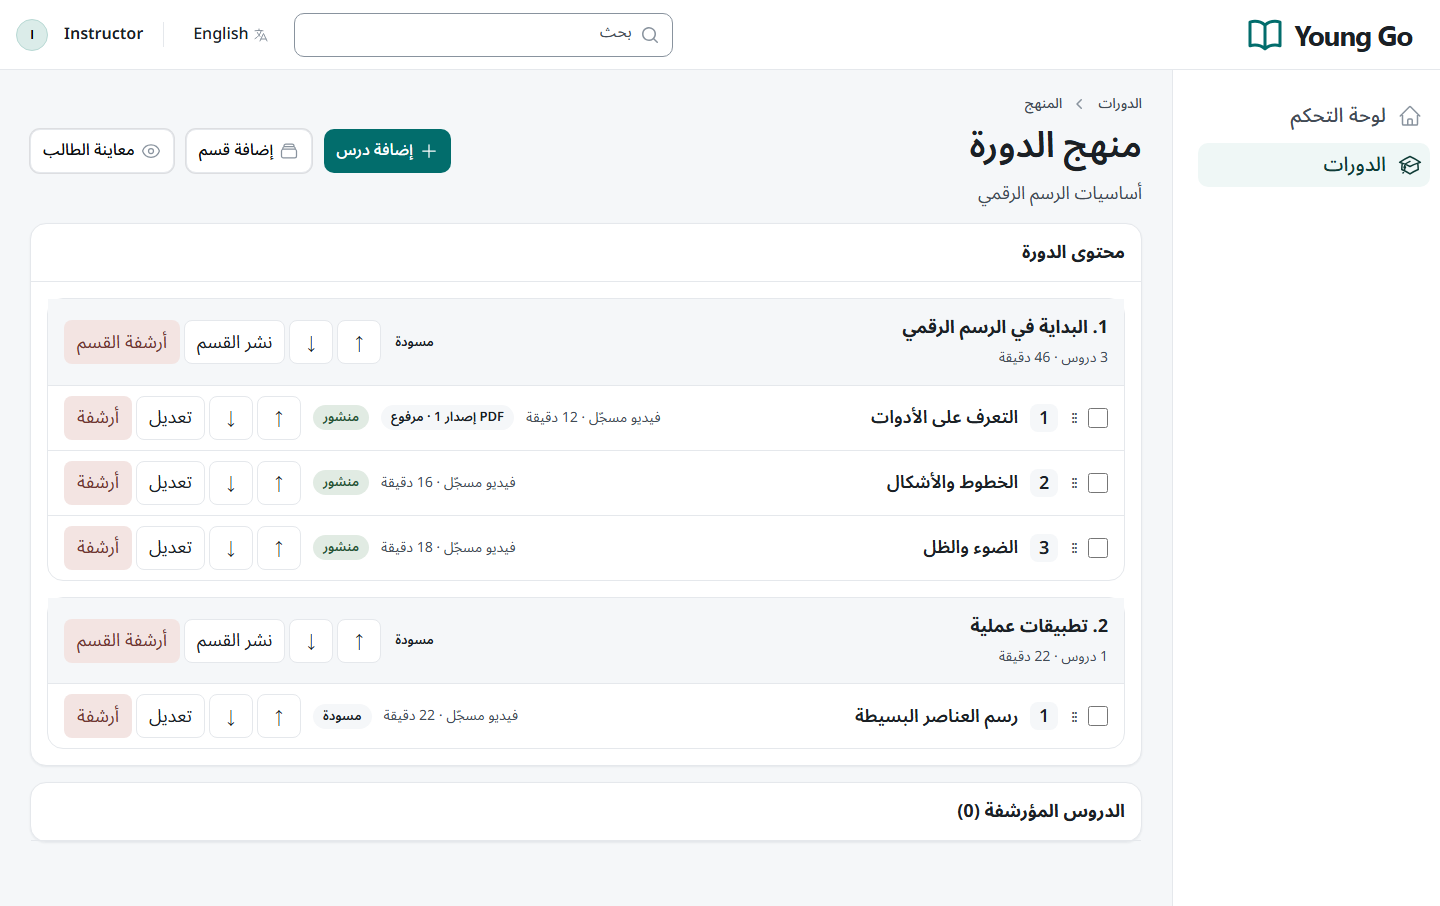 Young Go
بحث
English
Instructor
I
لوحة التحكم
الدورات
الدورات
المنهج
منهج الدورة
أساسيات الرسم الرقمي
إضافة درس
إضافة قسم
معاينة الطالب
محتوى الدورة
1. البداية في الرسم الرقمي
3 دروس · 46 دقيقة
مسودة ↑ ↓ نشر القسم أرشفة القسم
1 التعرف على الأدوات فيديو مسجّل · 12 دقيقة PDF إصدار 1 · مرفوع منشور ↑ ↓ تعديل أرشفة
2 الخطوط والأشكال فيديو مسجّل · 16 دقيقة منشور ↑ ↓ تعديل أرشفة
3 الضوء والظل فيديو مسجّل · 18 دقيقة منشور ↑ ↓ تعديل أرشفة
2. تطبيقات عملية
1 دروس · 22 دقيقة
مسودة ↑ ↓ نشر القسم أرشفة القسم
1 رسم العناصر البسيطة فيديو مسجّل · 22 دقيقة مسودة ↑ ↓ تعديل أرشفة
الدروس المؤرشفة (0)